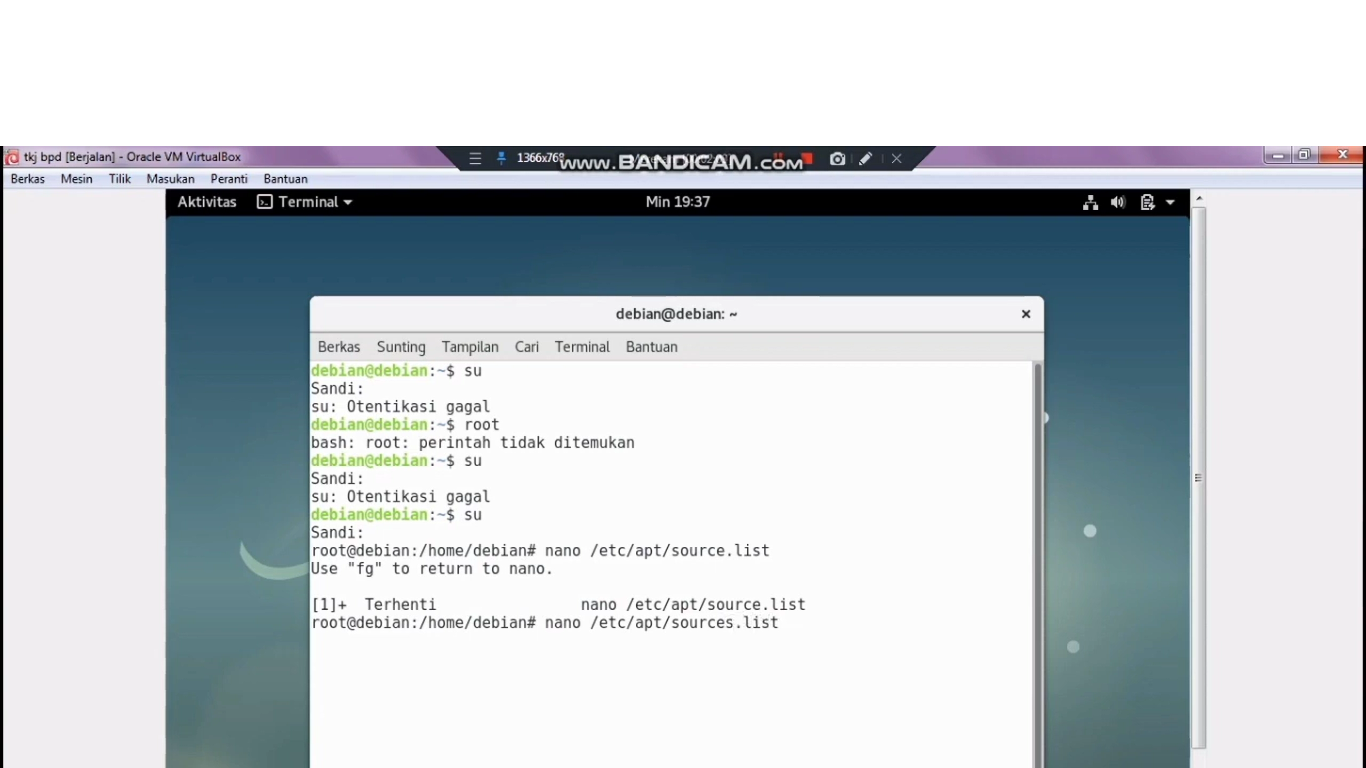 tkj bpd [Berjalan] - Oracle VM VirtualBox
1366x768
www.BANDICAM.com
Berkas Mesin Tilik Masukan Peranti Bantuan
Aktivitas Terminal Min 19:37
debian@debian: ~
Berkas Sunting Tampilan Cari Terminal Bantuan
debian@debian:~$ su
Sandi:
su: Otentikasi gagal
debian@debian:~$ root
bash: root: perintah tidak ditemukan
debian@debian:~$ su
Sandi:
su: Otentikasi gagal
debian@debian:~$ su
Sandi:
root@debian:/home/debian# nano /etc/apt/source.list
Use "fg" to return to nano.
[1]+  Terhenti                nano /etc/apt/source.list
root@debian:/home/debian# nano /etc/apt/sources.list